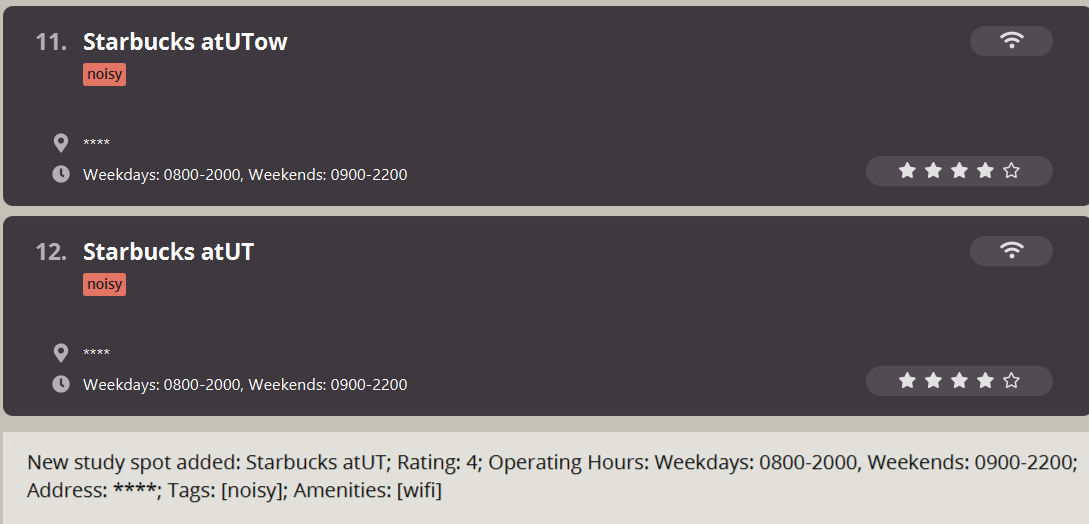 11. Starbucks atUTow
noisy
****
Weekdays: 0800-2000, Weekends: 0900-2200
12. Starbucks atUT
noisy
****
Weekdays: 0800-2000, Weekends: 0900-2200
New study spot added: Starbucks atUT; Rating: 4; Operating Hours: Weekdays: 0800-2000, Weekends: 0900-2200;
Address: ****; Tags: [noisy]; Amenities: [wifi]